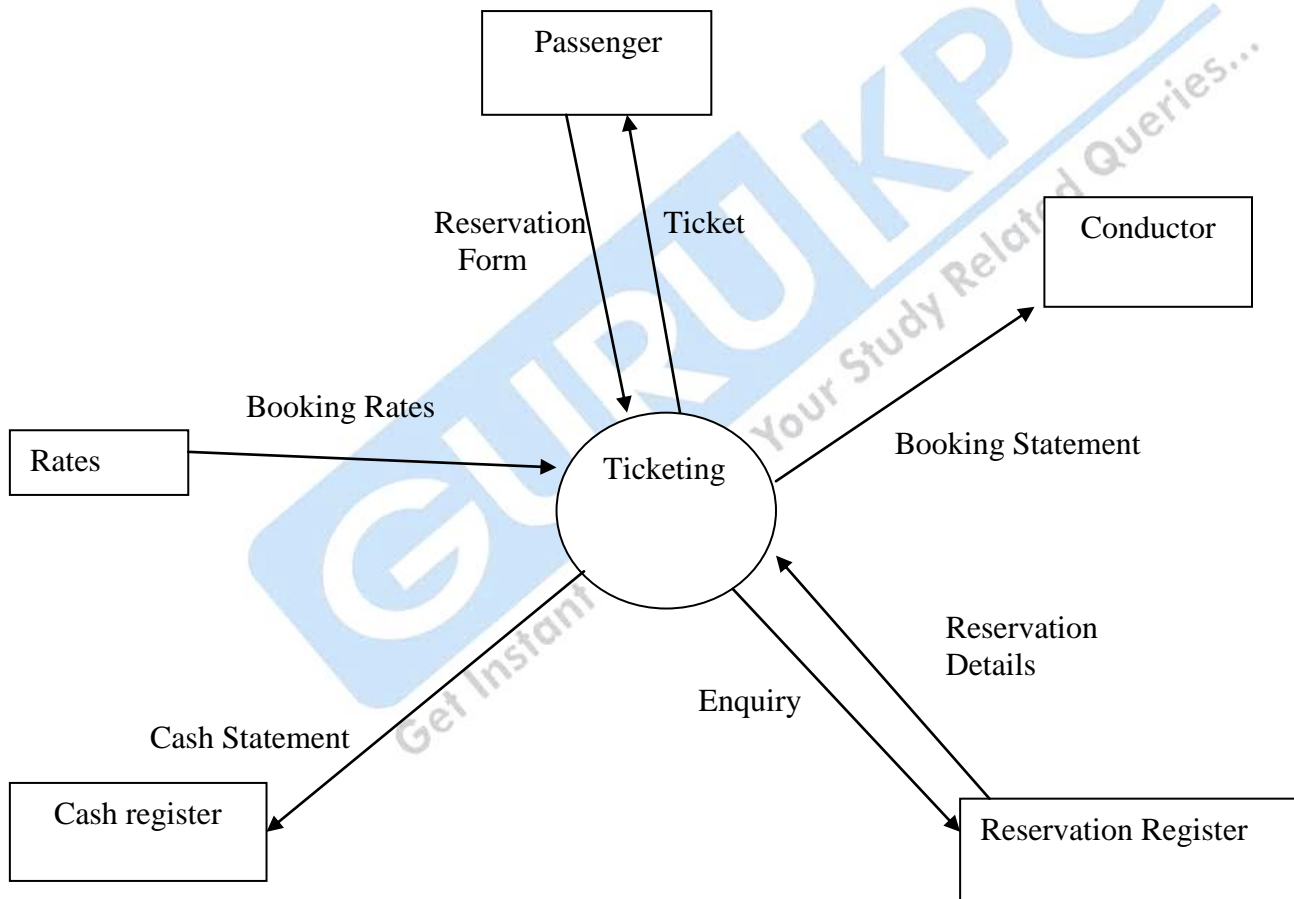 Passenger
Conductor
Reservation
Form
Ticket
Booking Rates
Booking Statement
Rates
Ticketing
Reservation
Details
Enquiry
Cash Statement
Cash register
Reservation Register
GURUKPO
Get Instant
Your Study Related Queries...